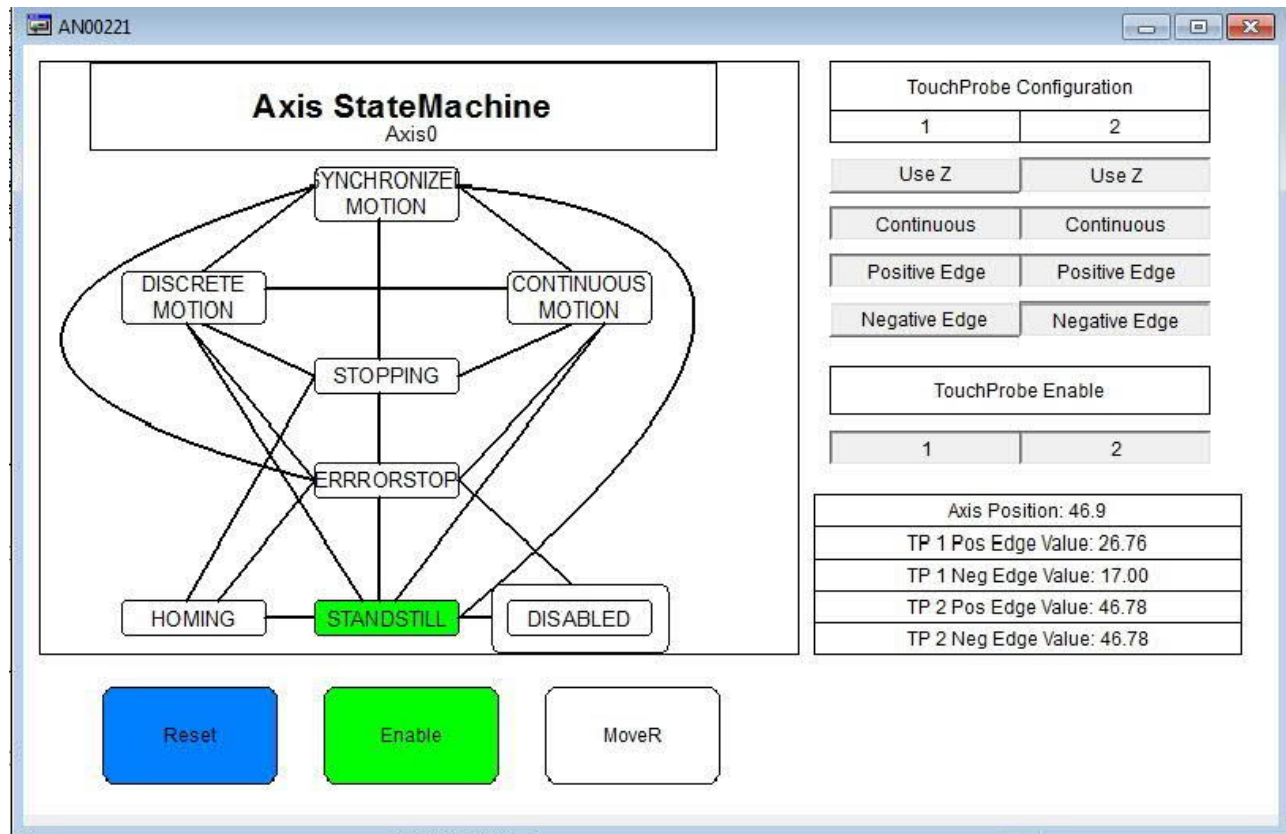 AN00221
Axis StateMachine
Axis0
SYNCHRONIZED
MOTION
DISCRETE
MOTION
CONTINUOUS
MOTION
STOPPING
ERRRORSTOP
HOMING
STANDSTILL
DISABLED
Reset
Enable
MoveR
TouchProbe Configuration
1 2
Use Z Use Z
Continuous Continuous
Positive Edge Positive Edge
Negative Edge Negative Edge
TouchProbe Enable
1 2
Axis Position: 46.9
TP 1 Pos Edge Value: 26.76
TP 1 Neg Edge Value: 17.00
TP 2 Pos Edge Value: 46.78
TP 2 Neg Edge Value: 46.78